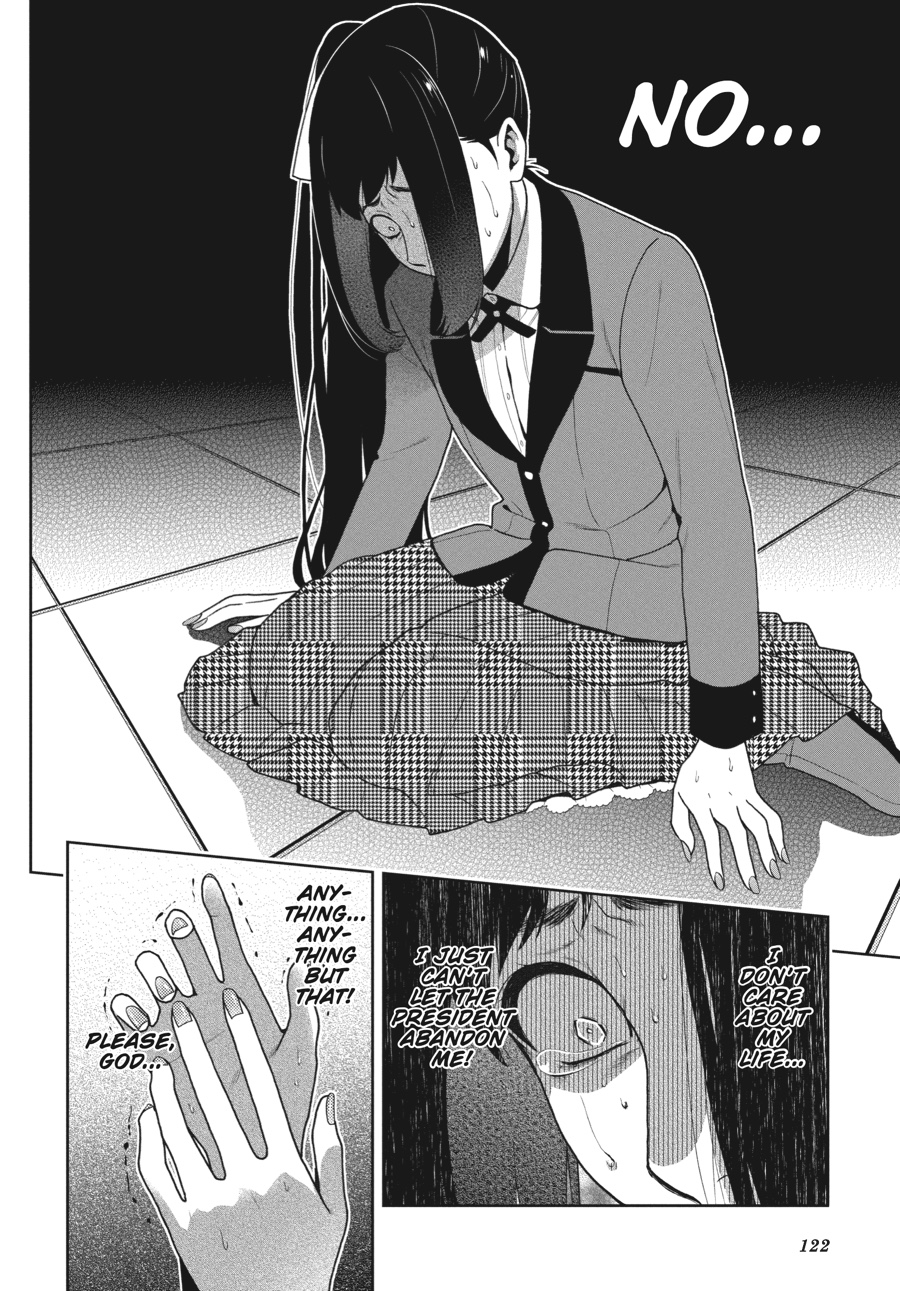 NO...
I
DON'T
CARE
ABOUT
MY
LIFE...
I JUST
CAN'T
LET THE
PRESIDENT
ABANDON
ME!
ANY-
THING...
ANY-
THING
BUT
THAT!
PLEASE,
GOD...
122